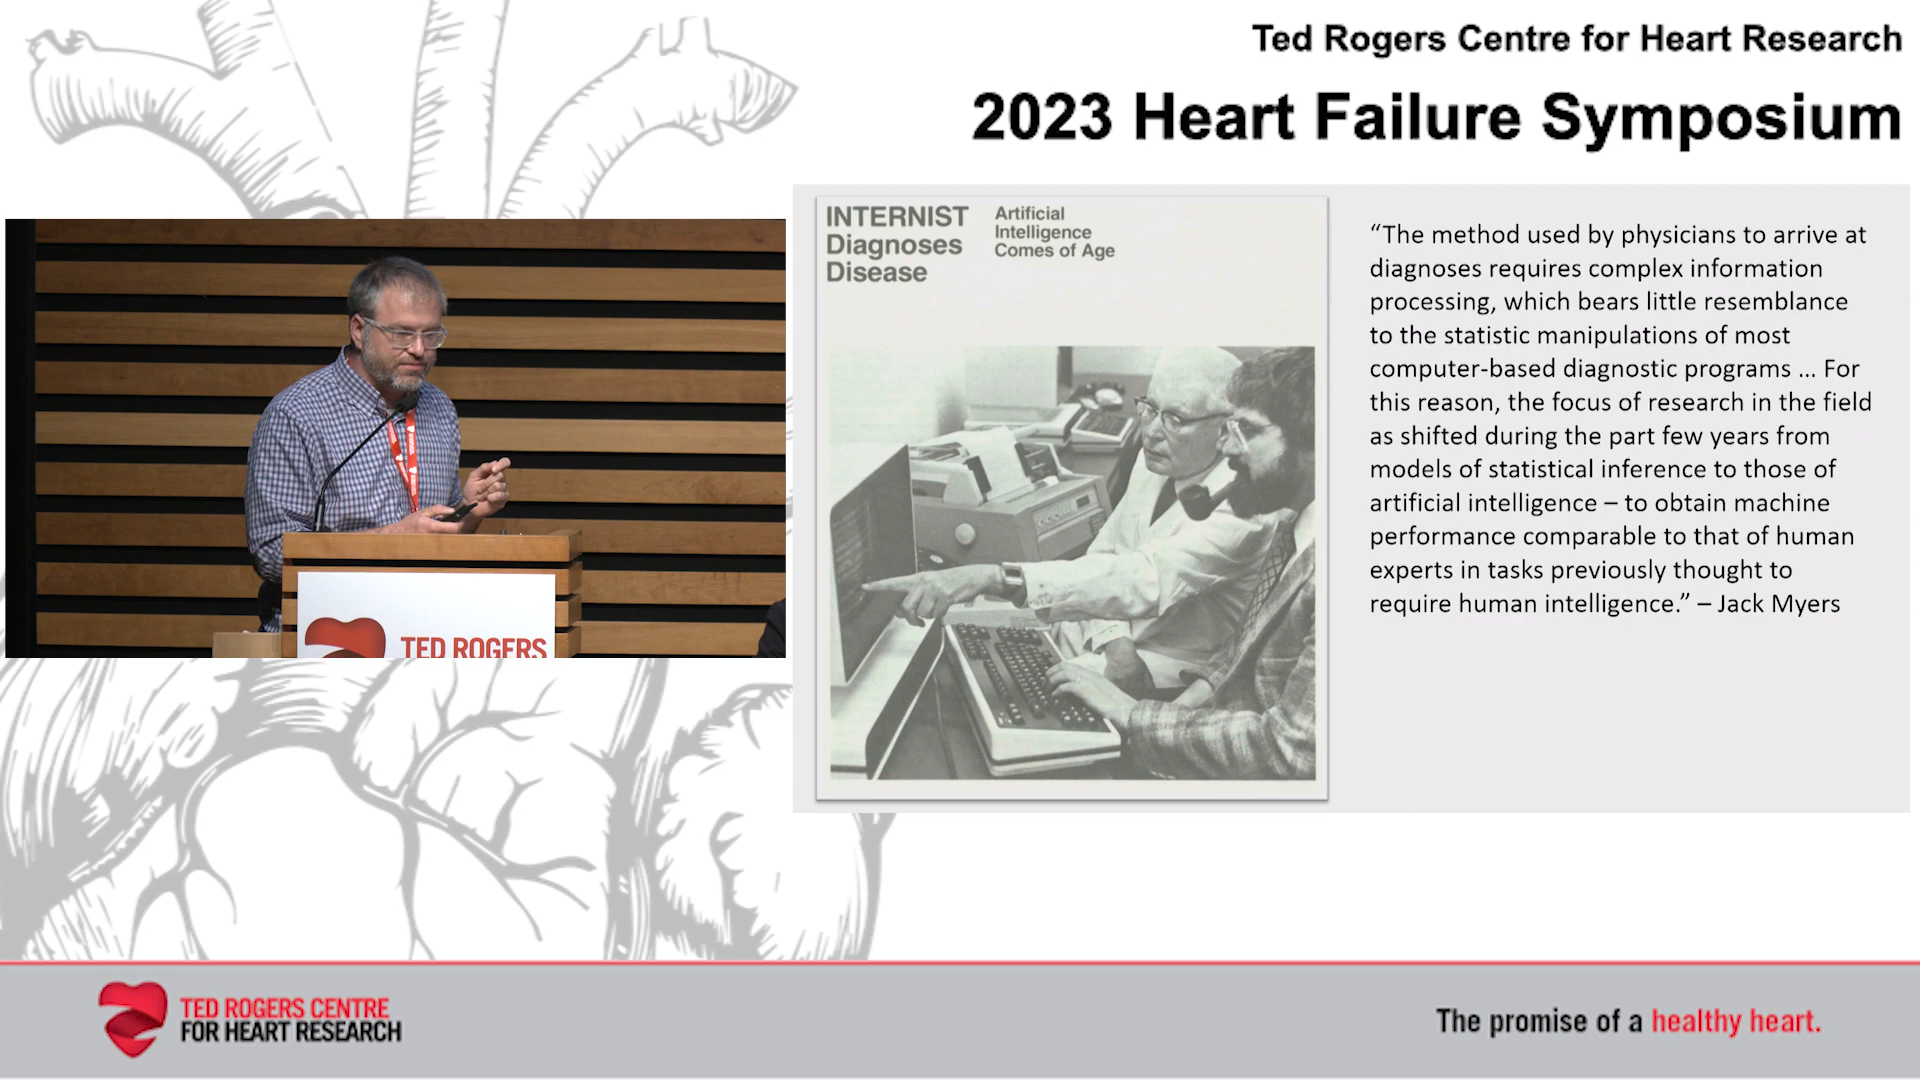 Ted Rogers Centre for Heart Research
2023 Heart Failure Symposium
INTERNIST
Diagnoses
Disease
Artificial
Intelligence
Comes of Age
“The method used by physicians to arrive at
diagnoses requires complex information
processing, which bears little resemblance
to the statistic manipulations of most
computer-based diagnostic programs ... For
this reason, the focus of research in the field
as shifted during the part few years from
models of statistical inference to those of
artificial intelligence – to obtain machine
performance comparable to that of human
experts in tasks previously thought to
require human intelligence.” – Jack Myers
TED ROGERS
TED ROGERS CENTRE
FOR HEART RESEARCH
The promise of a healthy heart.